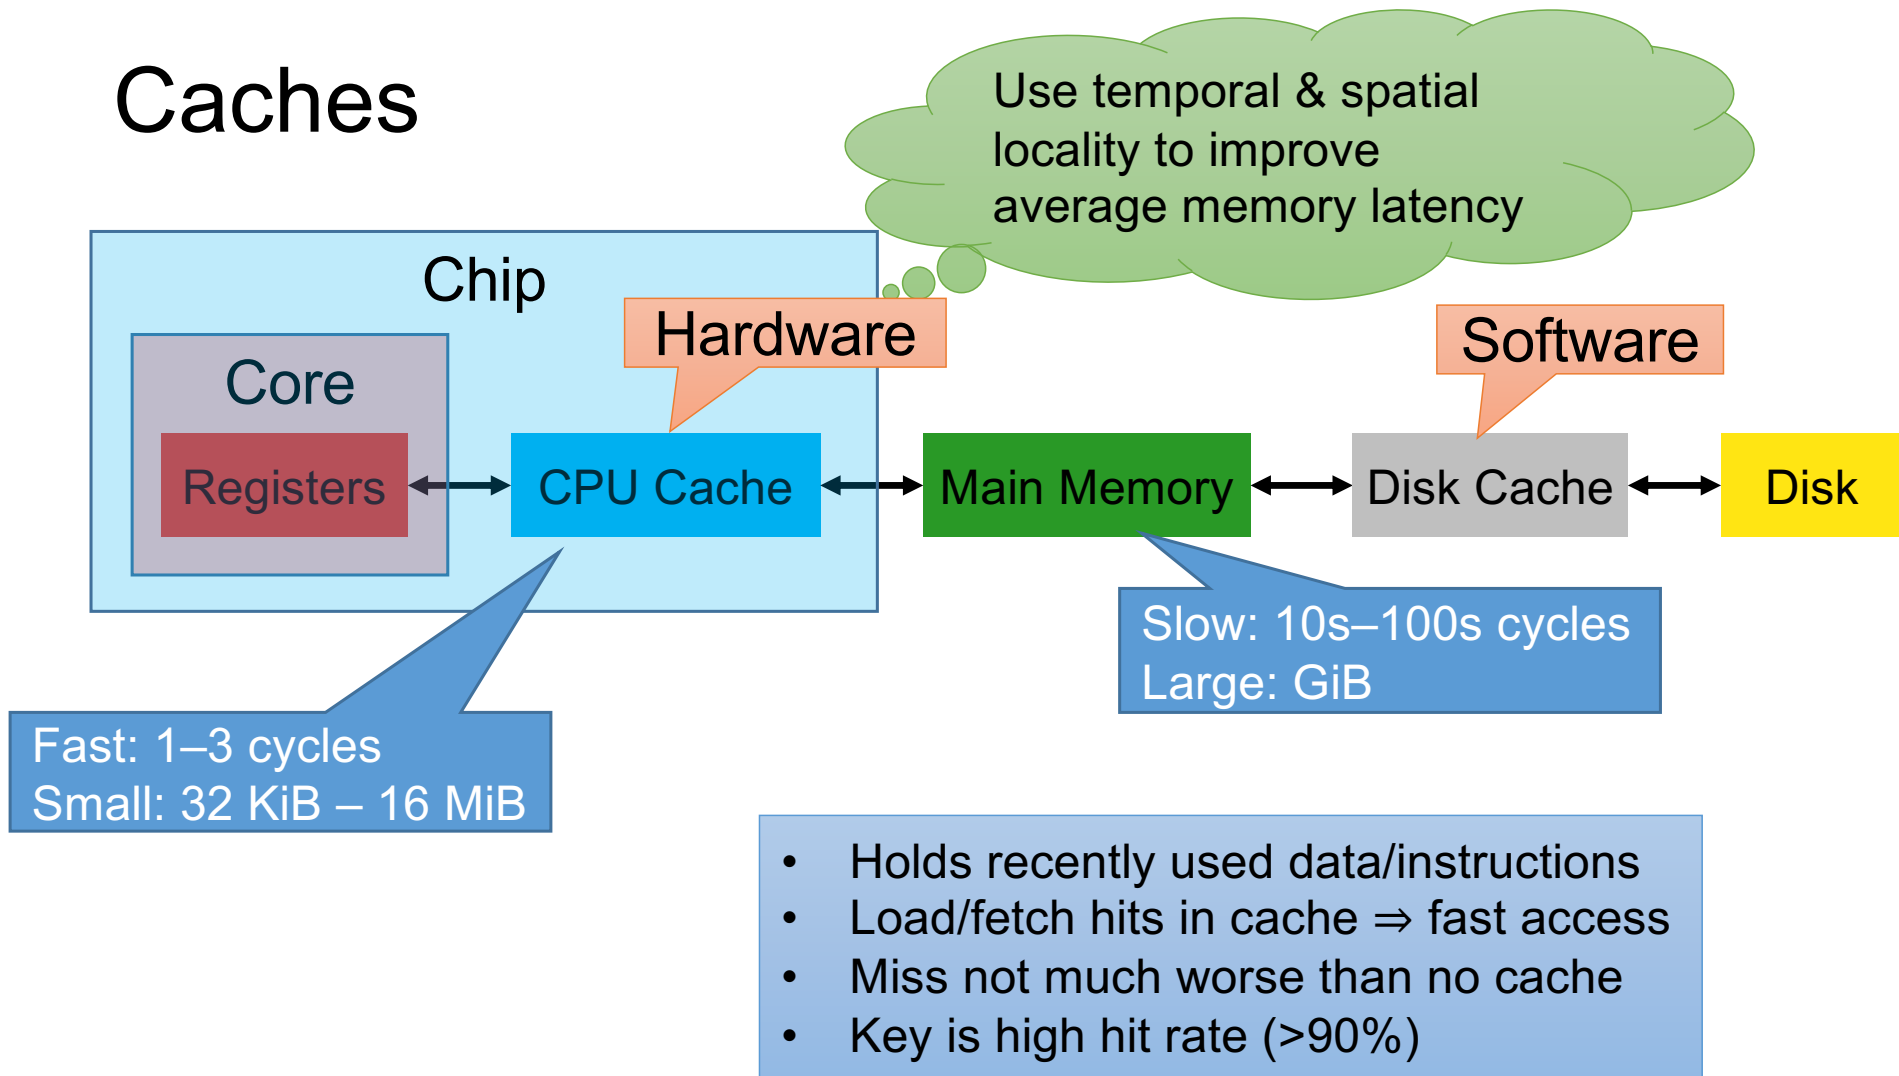 Caches
Use temporal & spatial
locality to improve
average memory latency
Chip
Hardware
Software
Core
Registers
CPU Cache
Main Memory
Disk Cache
Disk
Slow: 10s–100s cycles
Large: GiB
Fast: 1–3 cycles
Small: 32 KiB – 16 MiB
• Holds recently used data/instructions
• Load/fetch hits in cache ⇒ fast access
• Miss not much worse than no cache
• Key is high hit rate (>90%)